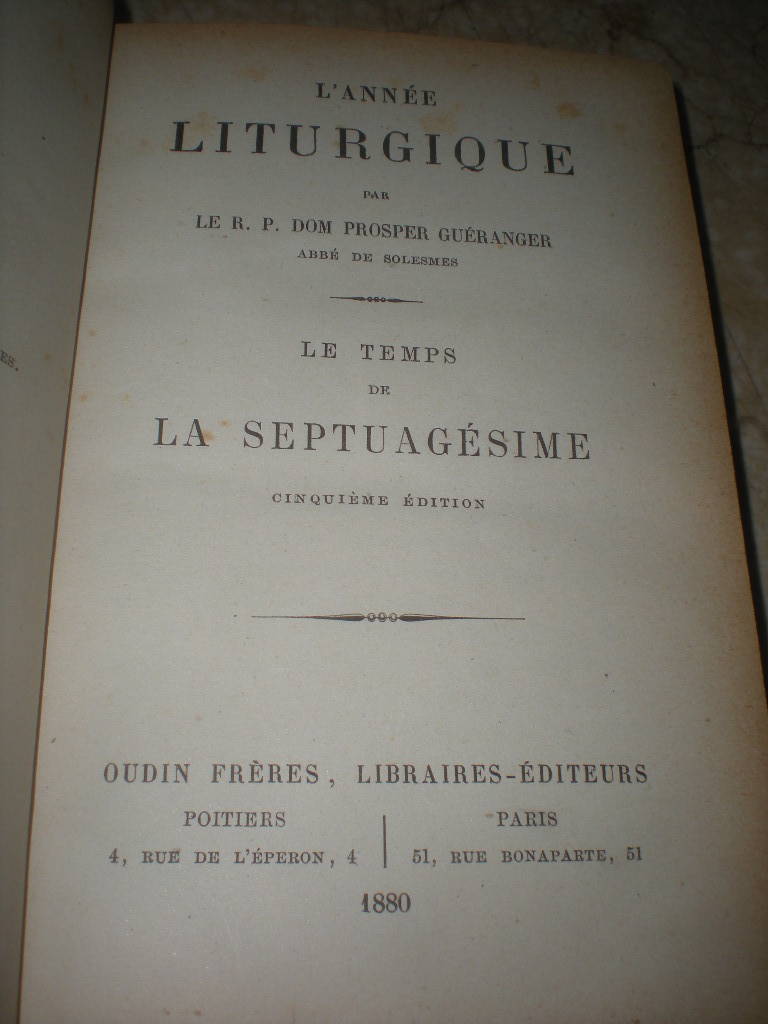 ES.
L'ANNÉE
LITURGIQUE
PAR
LE R. P. DOM PROSPER GUÉRANGER
ABBÉ DE SOLESMES
LE TEMPS
DE
LA SEPTUAGÉSIME
CINQUIÈME ÉDITION
OUDIN FRÈRES, LIBRAIRES-ÉDITEURS
POITIERS
4, RUE DE L'ÉPERON, 4
PARIS
51, RUE BONAPARTE, 51
1880